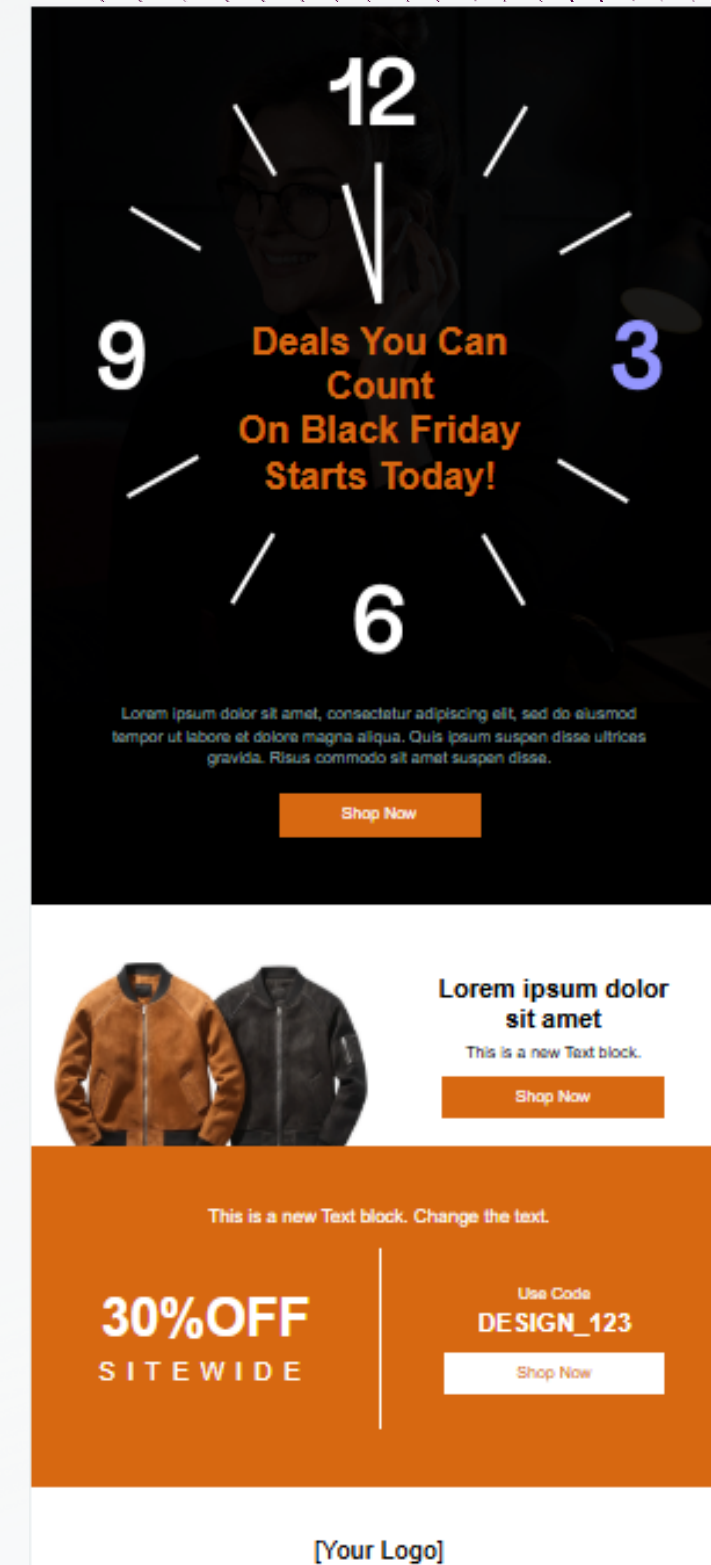 12
9
3
Deals You Can
Count
On Black Friday
Starts Today!
6
Lorem ipsum dolor sit amet, consectetur adipiscing elit, sed do eiusmod
tempor ut labore et dolore magna aliqua. Quis ipsum suspen disse ultrices
gravida. Risus commodo sit amet suspen disse.
Shop Now
Lorem ipsum dolor
sit amet
This is a new Text block.
Shop Now
This is a new Text block. Change the text.
30%OFF
SITEWIDE
Use Code
DESIGN_123
Shop Now
[Your Logo]